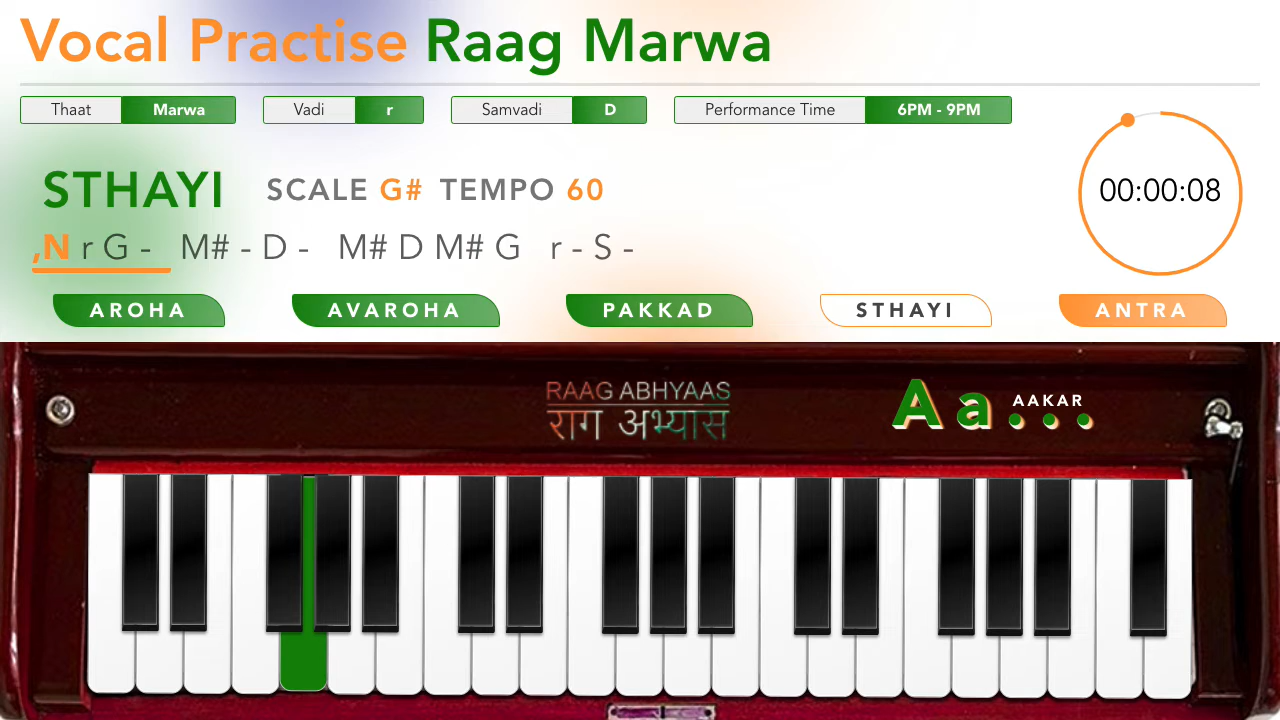 Vocal Practise Raag Marwa
Thaat Marwa Vadi r Samvadi D Performance Time 6PM - 9PM
00:00:08
STHAYI SCALE G# TEMPO 60
,N r G - M# - D - M# D M# G r - S -
AROHA AVAROHA PAKKAD STHAYI ANTRA
RAAG ABHYAAS
राग अभ्यास
A a . . . AAKAR